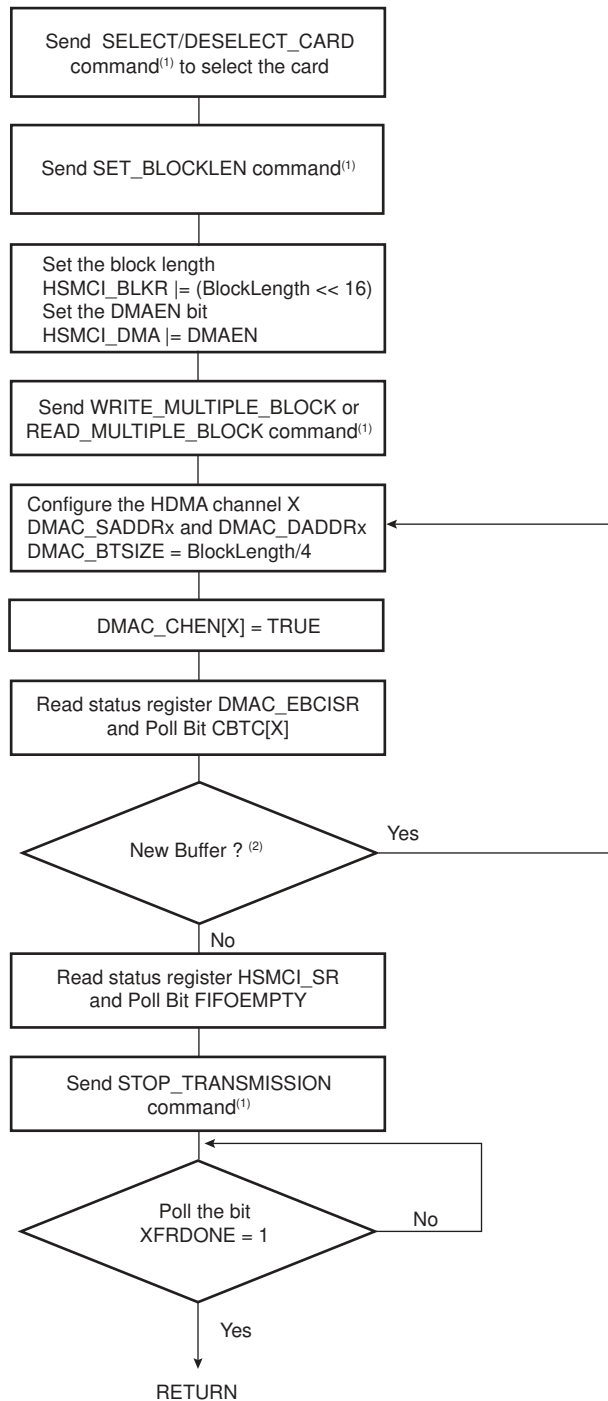 Send SELECT/DESELECT_CARD
command(1) to select the card
Send SET_BLOCKLEN command(1)
Set the block length
HSMCI_BLKR |= (BlockLength << 16)
Set the DMAEN bit
HSMCI_DMA |= DMAEN
Send WRITE_MULTIPLE_BLOCK or
READ_MULTIPLE_BLOCK command(1)
Configure the HDMA channel X
DMAC_SADDRx and DMAC_DADDRx
DMAC_BTSIZE = BlockLength/4
DMAC_CHEN[X] = TRUE
Read status register DMAC_EBCISR
and Poll Bit CBTC[X]
New Buffer ? (2)
Yes
No
Read status register HSMCI_SR
and Poll Bit FIFOEMPTY
Send STOP_TRANSMISSION
command(1)
Poll the bit
XFRDONE = 1
No
Yes
RETURN